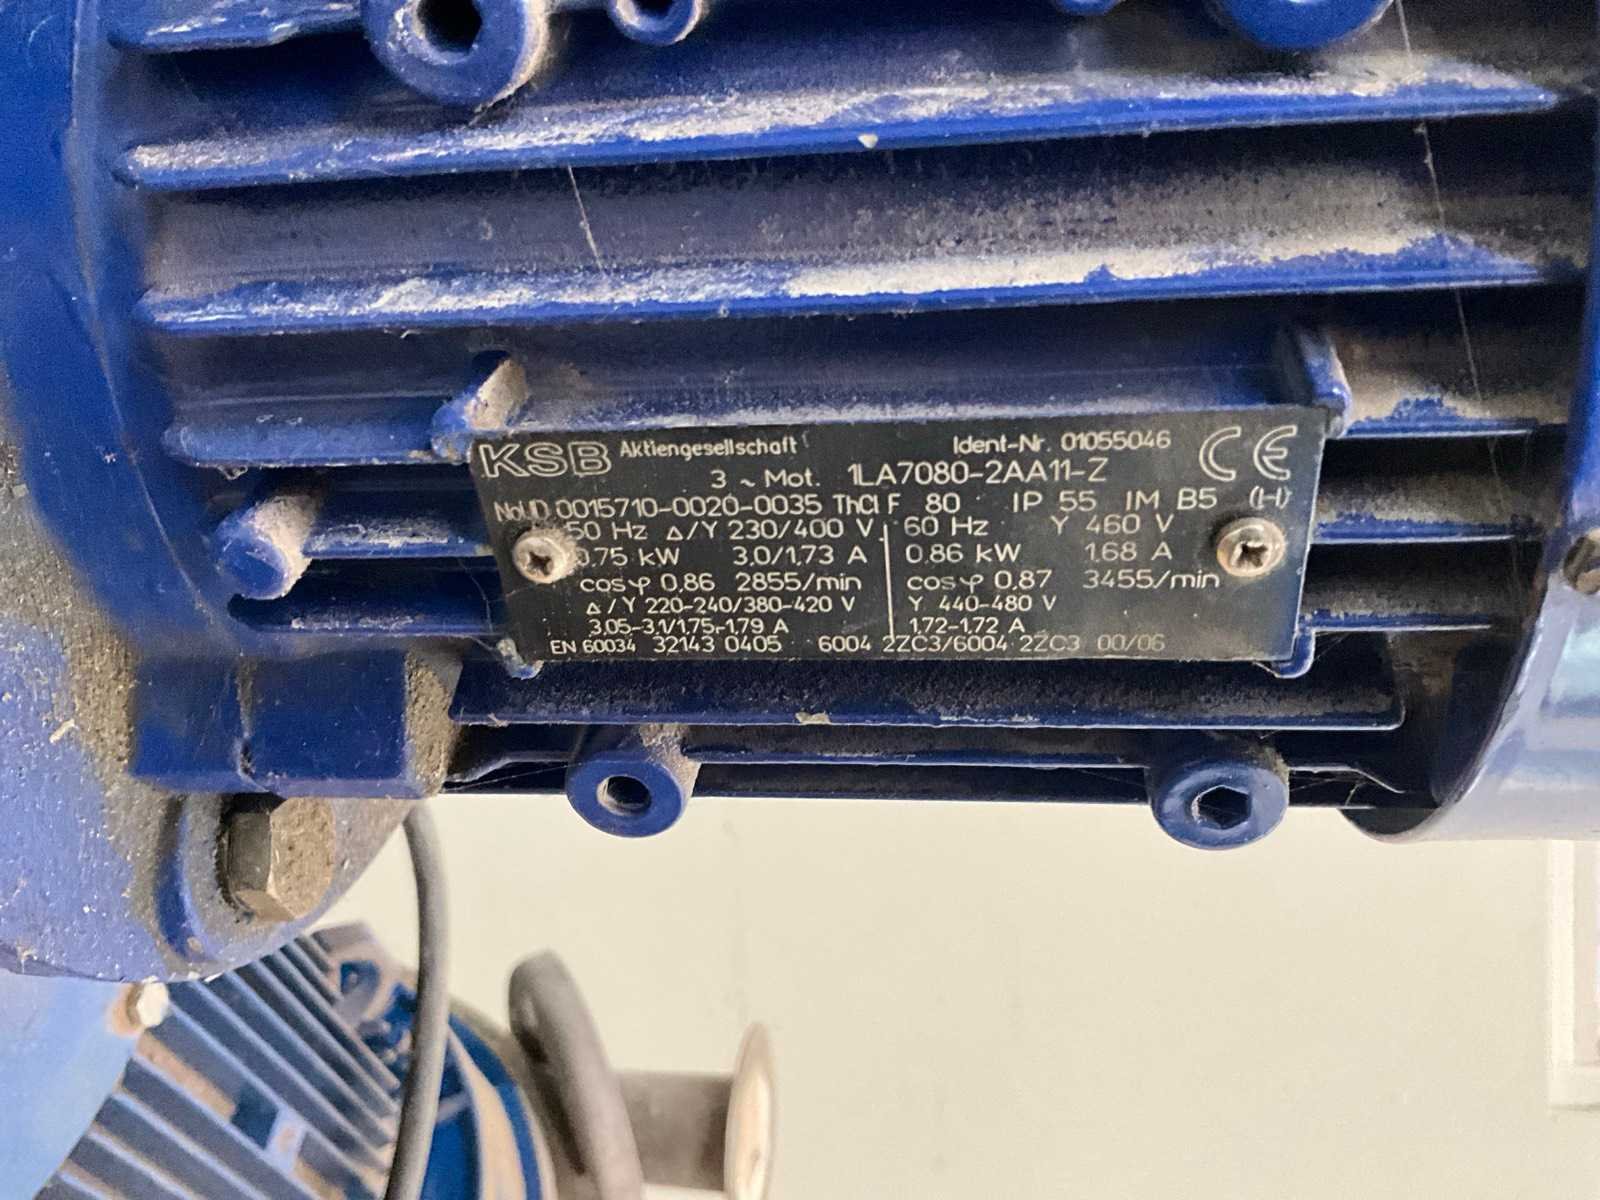 KSB Aktiengesellschaft Ident-Nr. 01055046 CE
3 ~ Mot. 1LA7080-2AA11-Z
No UD 0015710-0020-0035 ThCl F 80 IP 55 IM B5 (H)
50 Hz Δ/Y 230/400 V 60 Hz Y 460 V
0.75 kW 3.0/1,73 A 0,86 kW 1.68 A
cosφ 0,86 2855/min cosφ 0,87 3455/min
Δ/Y 220-240/380-420 V Y 440-480 V
3,05-3,1/1,75-1,79 A 1,72-1,72 A
EN 60034 32143 0405 6004 2ZC3/6004 2ZC3 00/06